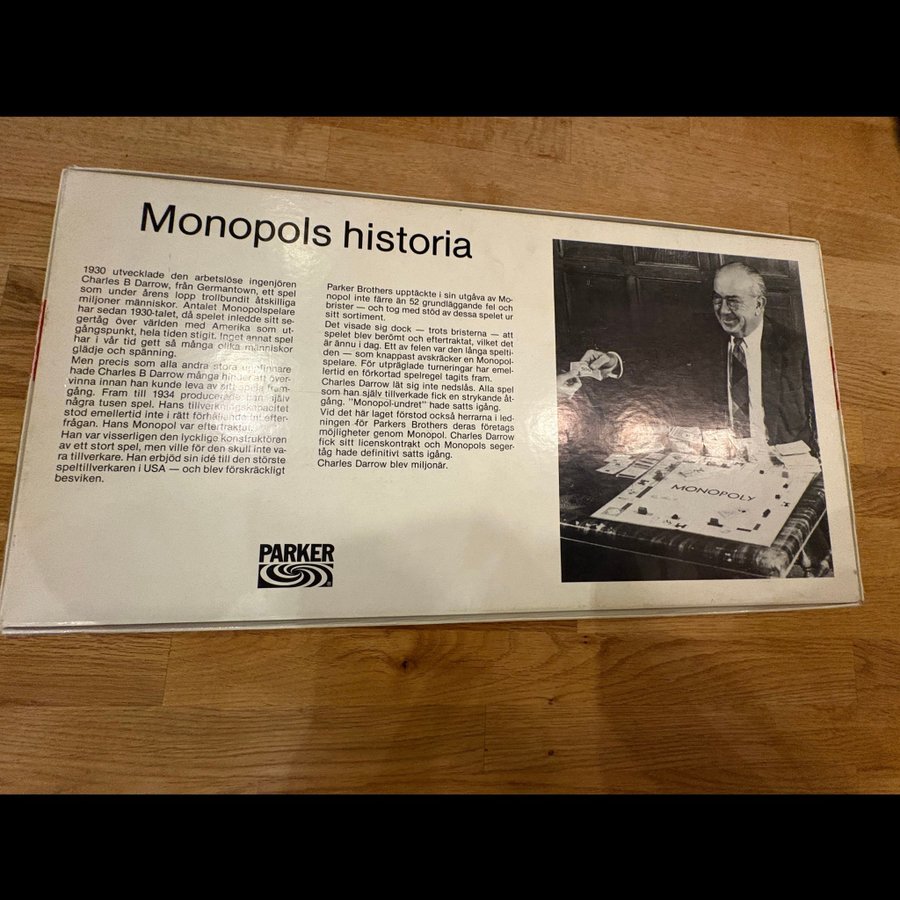 Monopols historia
1930 utvecklade den arbetslöse ingenjören
Charles B Darrow, från Germantown, ett spel
som under årens lopp trollbundit åtskilliga
miljoner människor. Antalet Monopolspelare
har sedan 1930-talet, då spelet inledde sitt se-
gertåg över världen med Amerika som ut-
gångspunkt, hela tiden stigit. Inget annat spel
har i vår tid gett så många olika människor
glädje och spänning.
Men precis som alla andra stora uppfinnare
hade Charles B Darrow många hinder att över-
vinna innan han kunde leva av sitt spels fram-
gång. Fram till 1934 producerade han själv
några tusen spel. Hans tillverkningskapacitet
stod emellertid inte i rätt förhållande till efter-
frågan. Hans Monopol var eftertraktat.
Han var visserligen den lycklige konstruktören
av ett stort spel, men ville för den skull inte va-
ra tillverkare. Han erbjöd sin idé till den störste
speltillverkaren i USA — och blev förskräckligt
besviken.
Parker Brothers upptäckte i sin utgåva av Mo-
nopol inte färre än 52 grundläggande fel och
brister — och tog med stöd av dessa spelet ur
sitt sortiment.
Det visade sig dock — trots bristerna — att
spelet blev berömt och eftertraktat, vilket det
är ännu i dag. Ett av felen var den långa spelti-
den — som knappast avskräcker en Monopol-
spelare. För utpräglade turneringar har emel-
lertid en förkortad spelregel tagits fram.
Charles Darrow lät sig inte nedslås. Alla spel
som han själv tillverkade fick en strykande åt-
gång. "Monopol-undret" hade satts igång.
Vid det här laget förstod också herrarna i led-
ningen för Parkers Brothers deras företags
möjligheter genom Monopol. Charles Darrow
fick sitt licenskontrakt och Monopols seger-
tåg hade definitivt satts igång.
Charles Darrow blev miljonär.
MONOPOLY
PARKER